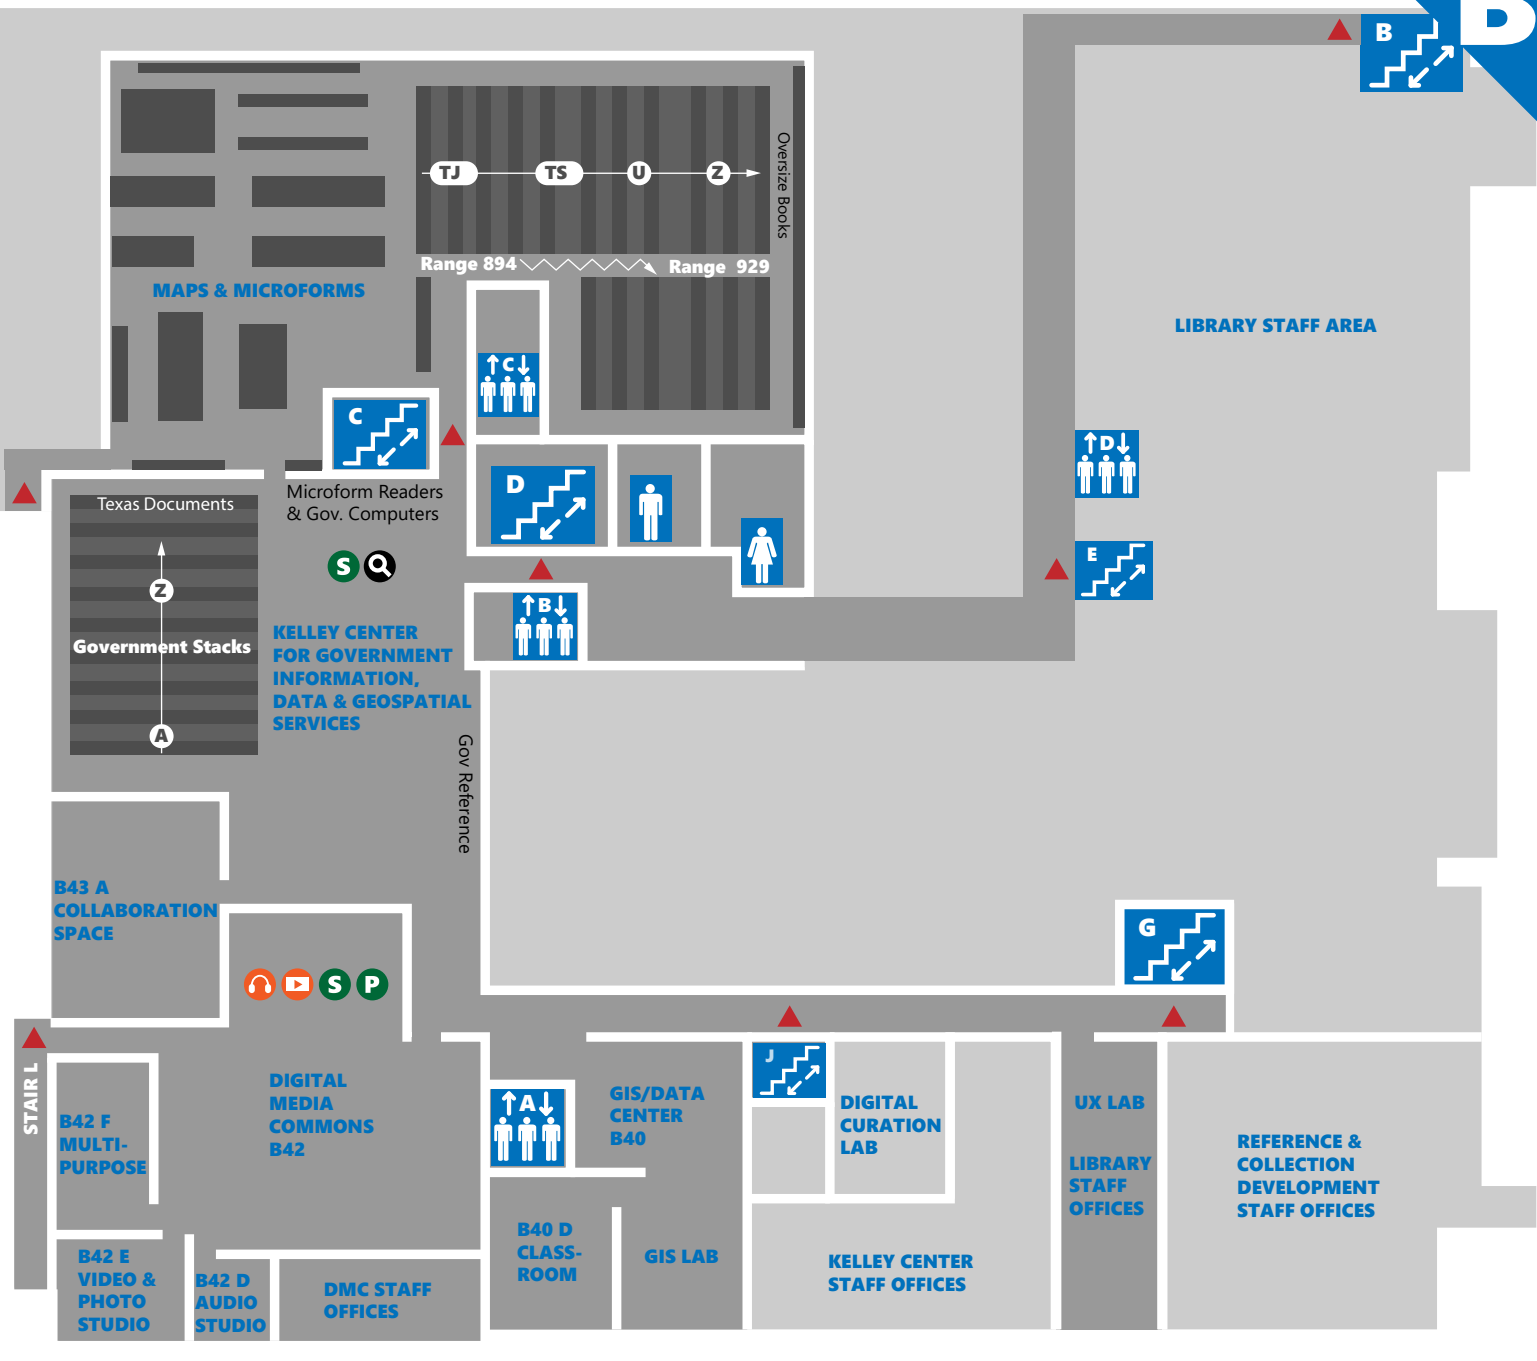 B
B
TJ
TS
U
Z
Oversize Books
Range 894
Range 929
MAPS & MICROFORMS
LIBRARY STAFF AREA
C
C
D
D
E
Microform Readers
& Gov. Computers
Texas Documents
S
Z
Government Stacks
A
B
KELLEY CENTER
FOR GOVERNMENT
INFORMATION,
DATA & GEOSPATIAL
SERVICES
Gov Reference
B43 A
COLLABORATION
SPACE
G
S
P
STAIR L
J
DIGITAL
MEDIA
COMMONS
B42
A
GIS/DATA
CENTER
B40
DIGITAL
CURATION
LAB
UX LAB
B42 F
MULTI-
PURPOSE
LIBRARY
STAFF
OFFICES
REFERENCE &
COLLECTION
DEVELOPMENT
STAFF OFFICES
B40 D
CLASS-
ROOM
GIS LAB
KELLEY CENTER
STAFF OFFICES
B42 E
VIDEO &
PHOTO
STUDIO
B42 D
AUDIO
STUDIO
DMC STAFF
OFFICES